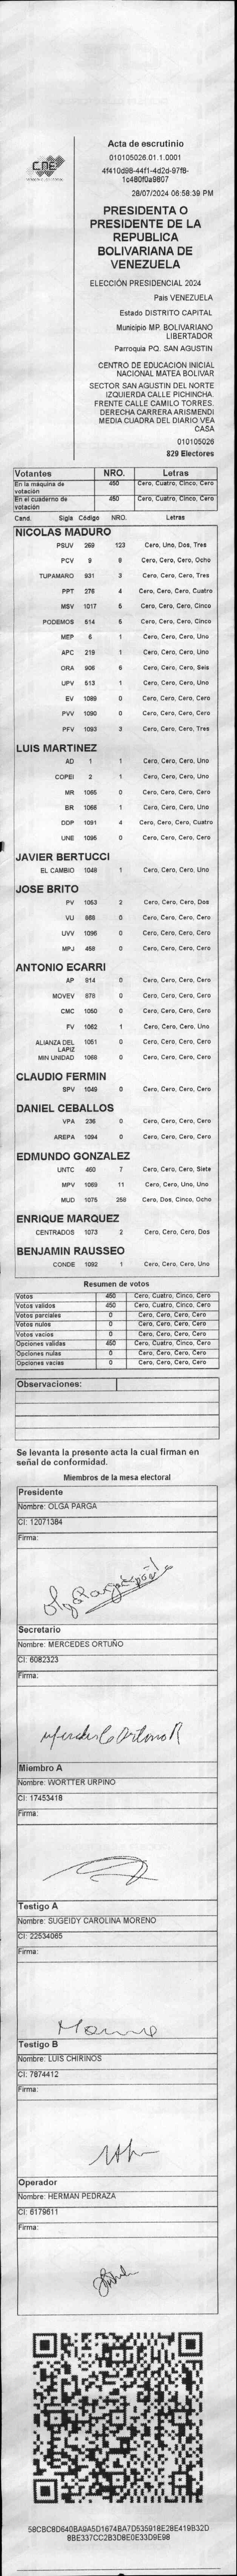 CNE
Acta de escrutinio
010105026.01.1.0001
4f410d98-44f1-4d2d-97f8-
1c480f0a9807
28/07/2024 06:58:39 PM
PRESIDENTA O
PRESIDENTE DE LA
REPUBLICA
BOLIVARIANA DE
VENEZUELA
ELECCIÓN PRESIDENCIAL 2024
Pais VENEZUELA
Estado DISTRITO CAPITAL
Municipio MP. BOLIVARIANO
LIBERTADOR
Parroquia PQ. SAN AGUSTIN
CENTRO DE EDUCACION INICIAL
NACIONAL MATEA BOLIVAR
SECTOR SAN AGUSTIN DEL NORTE
IZQUIERDA CALLE PICHINCHA.
FRENTE CALLE CAMILO TORRES.
DERECHA CARRERA ARISMENDI
MEDIA CUADRA DEL DIARIO VEA
CASA
010105026
829 Electores
Votantes NRO. Letras
En la máquina de votación 450 Cero, Cuatro, Cinco, Cero
En el cuaderno de votación 450 Cero, Cuatro, Cinco, Cero
Cand. Sigla Código NRO. Letras
NICOLAS MADURO
PSUV 269 123 Cero, Uno, Dos, Tres
PCV 9 8 Cero, Cero, Cero, Ocho
TUPAMARO 931 3 Cero, Cero, Cero, Tres
PPT 276 4 Cero, Cero, Cero, Cuatro
MSV 1017 5 Cero, Cero, Cero, Cinco
PODEMOS 514 5 Cero, Cero, Cero, Cinco
MEP 6 1 Cero, Cero, Cero, Uno
APC 219 1 Cero, Cero, Cero, Uno
ORA 906 6 Cero, Cero, Cero, Seis
UPV 513 1 Cero, Cero, Cero, Uno
EV 1089 0 Cero, Cero, Cero, Cero
PVV 1090 0 Cero, Cero, Cero, Cero
PFV 1093 3 Cero, Cero, Cero, Tres
LUIS MARTINEZ
AD 1 1 Cero, Cero, Cero, Uno
COPEI 2 1 Cero, Cero, Cero, Uno
MR 1065 0 Cero, Cero, Cero, Cero
BR 1068 1 Cero, Cero, Cero, Uno
DDP 1091 4 Cero, Cero, Cero, Cuatro
UNE 1095 0 Cero, Cero, Cero, Cero
JAVIER BERTUCCI
EL CAMBIO 1048 1 Cero, Cero, Cero, Uno
JOSE BRITO
PV 1053 2 Cero, Cero, Cero, Dos
VU 868 0 Cero, Cero, Cero, Cero
UVV 1096 0 Cero, Cero, Cero, Cero
MPJ 458 0 Cero, Cero, Cero, Cero
ANTONIO ECARRI
AP 814 0 Cero, Cero, Cero, Cero
MOVEV 878 0 Cero, Cero, Cero, Cero
CMC 1050 0 Cero, Cero, Cero, Cero
FV 1062 1 Cero, Cero, Cero, Uno
ALIANZA DEL LAPIZ 1051 0 Cero, Cero, Cero, Cero
MIN UNIDAD 1068 0 Cero, Cero, Cero, Cero
CLAUDIO FERMIN
SPV 1049 0 Cero, Cero, Cero, Cero
DANIEL CEBALLOS
VPA 236 0 Cero, Cero, Cero, Cero
AREPA 1094 0 Cero, Cero, Cero, Cero
EDMUNDO GONZALEZ
UNTC 460 7 Cero, Cero, Cero, Siete
MPV 1069 11 Cero, Cero, Uno, Uno
MUD 1075 258 Cero, Dos, Cinco, Ocho
ENRIQUE MARQUEZ
CENTRADOS 1073 2 Cero, Cero, Cero, Dos
BENJAMIN RAUSSEO
CONDE 1092 1 Cero, Cero, Cero, Uno
Resumen de votos
Votos 450 Cero, Cuatro, Cinco, Cero
Votos validos 450 Cero, Cuatro, Cinco, Cero
Votos parciales 0 Cero, Cero, Cero, Cero
Votos nulos 0 Cero, Cero, Cero, Cero
Votos vacios 0 Cero, Cero, Cero, Cero
Opciones validas 450 Cero, Cuatro, Cinco, Cero
Opciones nulas 0 Cero, Cero, Cero, Cero
Opciones vacias 0 Cero, Cero, Cero, Cero
Observaciones:
Se levanta la presente acta la cual firman en
señal de conformidad.
Miembros de la mesa electoral
Presidente
Nombre: OLGA PARGA
CI: 12071384
Firma:
Secretario
Nombre: MERCEDES ORTUÑO
CI: 6082323
Firma:
Miembro A
Nombre: WORTTER URPINO
CI: 17453418
Firma:
Testigo A
Nombre: SUGEIDY CAROLINA MORENO
CI: 22534065
Firma:
Testigo B
Nombre: LUIS CHIRINOS
CI: 7874412
Firma:
Operador
Nombre: HERMAN PEDRAZA
CI: 6179611
Firma:
58CBC8D640BA9A5D1674BA7D535918E28E419B32D
8BE337CC2B3D8E0E33D9E98